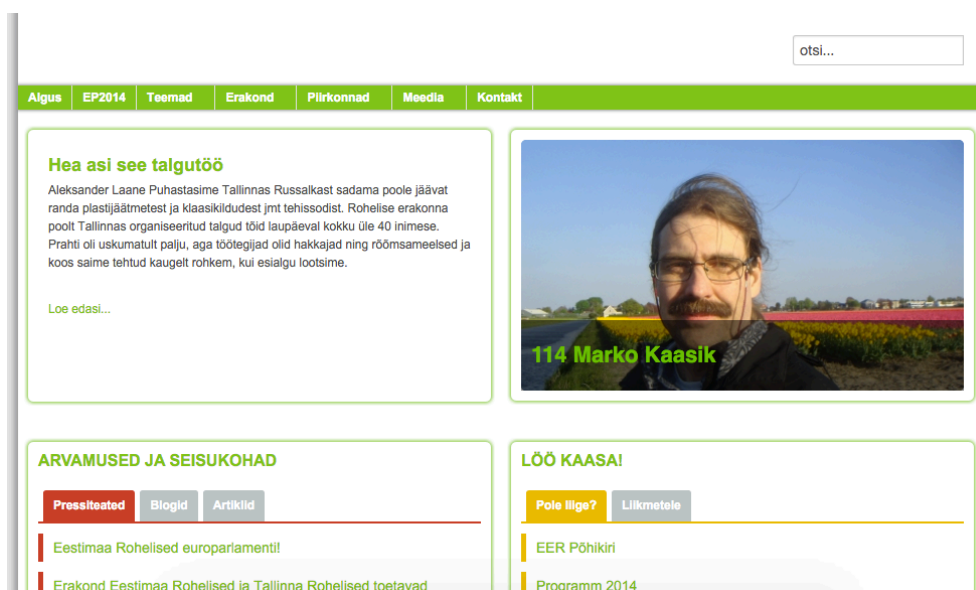 otsi...
Algus EP2014 Teemad Erakond Piirkonnad Meedia Kontakt
Hea asi see talgutöö
Aleksander Laane Puhastasime Tallinnas Russalkast sadama poole jäävat
randa plastijäätmetest ja klaasikildudest jmt tehissodist. Rohelise erakonna
poolt Tallinnas organiseeritud talgud tõid laupäeval kokku üle 40 inimese.
Prahti oli uskumatult palju, aga töötegijad olid hakkajad ning rõõmsameelsed ja
koos saime tehtud kaugelt rohkem, kui esialgu lootsime.
Loe edasi...
114 Marko Kaasik
ARVAMUSED JA SEISUKOHAD
Pressiteated Blogid Artiklid
Eestimaa Rohelised europarlamenti!
Erakond Eestimaa Rohelised ja Tallinna Rohelised toetavad
LÖÖ KAASA!
Pole liige? Liikmetele
EER Põhikiri
Programm 2014